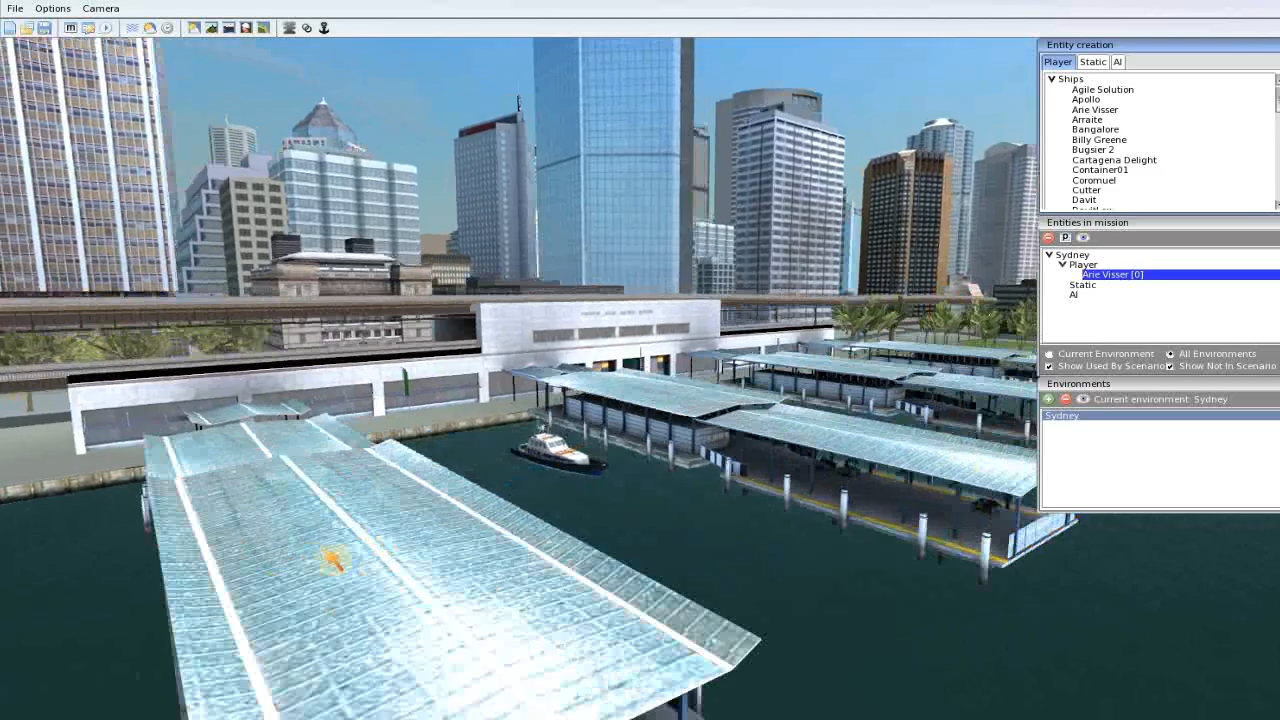 File Options Camera
m
Entity creation
Player Static AI
Ships
Agile Solution
Apollo
Arie Visser
Arraite
Bangalore
Billy Greene
Bugsier 2
Cartagena Delight
Container01
Coromuel
Cutter
Davit
Entities in mission
P
Sydney
Player
Arie Visser [0]
Static
AI
Current Environment All Environments
Show Used By Scenario Show Not In Scenario
Environments
Current environment: Sydney
Sydney